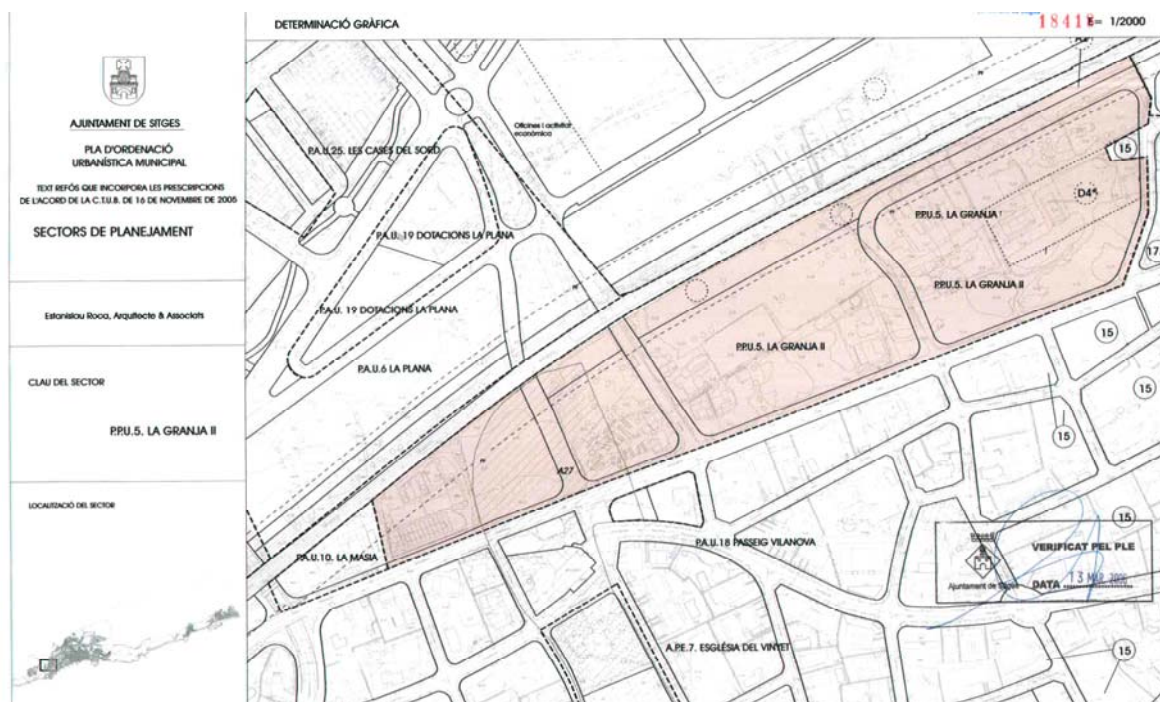 DETERMINACIÓ GRÀFICA
18418
E= 1/2000
AJUNTAMENT DE SITGES
PLA D'ORDENACIÓ
URBANÍSTICA MUNICIPAL
TEXT REFÓS QUE INCORPORA LES PRESCRIPCIONS
DE L'ACORD DE LA C.T.U.B. DE 16 DE NOVEMBRE DE 2005
SECTORS DE PLANEJAMENT
Estanislau Roca, Arquitecte & Associats
CLAU DEL SECTOR
P.P.U.5. LA GRANJA II
LOCALITZACIÓ DEL SECTOR
Oficines i activitat
econòmica
P.A.U.25. LES CASES DEL SORD
15
D4*
P.P.U.5. LA GRANJA
P.A.U. 19 DOTACIONS LA PLANA
17
P.P.U.5. LA GRANJA II
P.A.U. 19 DOTACIONS LA PLANA
15
P.P.U.5. LA GRANJA II
P.A.U.6 LA PLANA
15
15
A27
15
P.A.U.18 PASSEIG VILANOVA
P.A.U.10. LA MASIA
VERIFICAT PEL PLE
Ajuntament de Sitges
DATA 13 MAR. 2006
A.P.E.7. ESGLÉSIA DEL VINYET
15